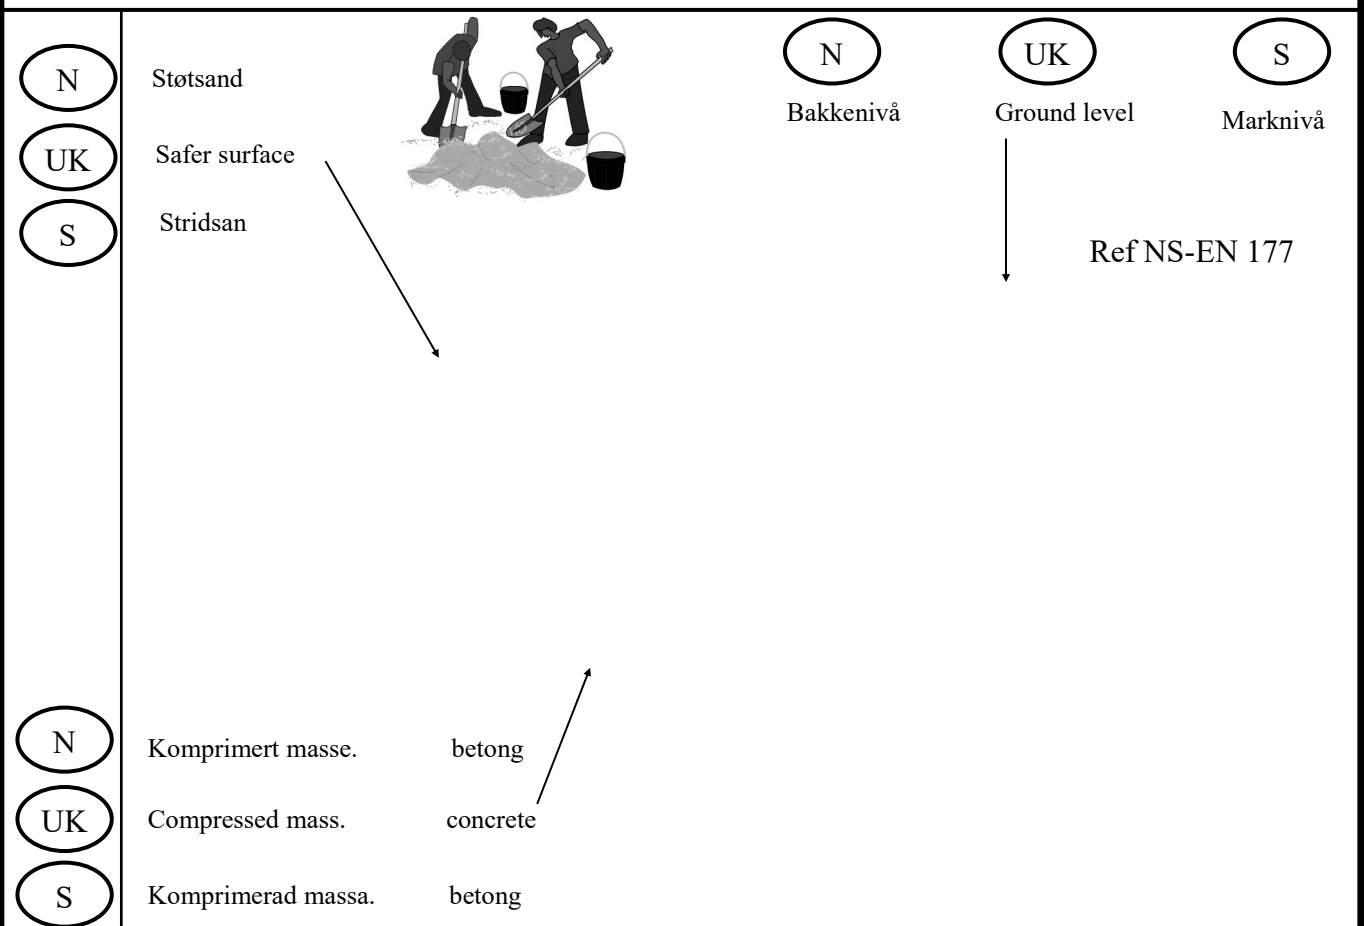 N Støtsand
UK Safer surface
S Stridsan
N UK S
Bakkenivå Ground level Marknivå
Ref NS-EN 177
N Komprimert masse. betong
UK Compressed mass. concrete
S Komprimerad massa. betong